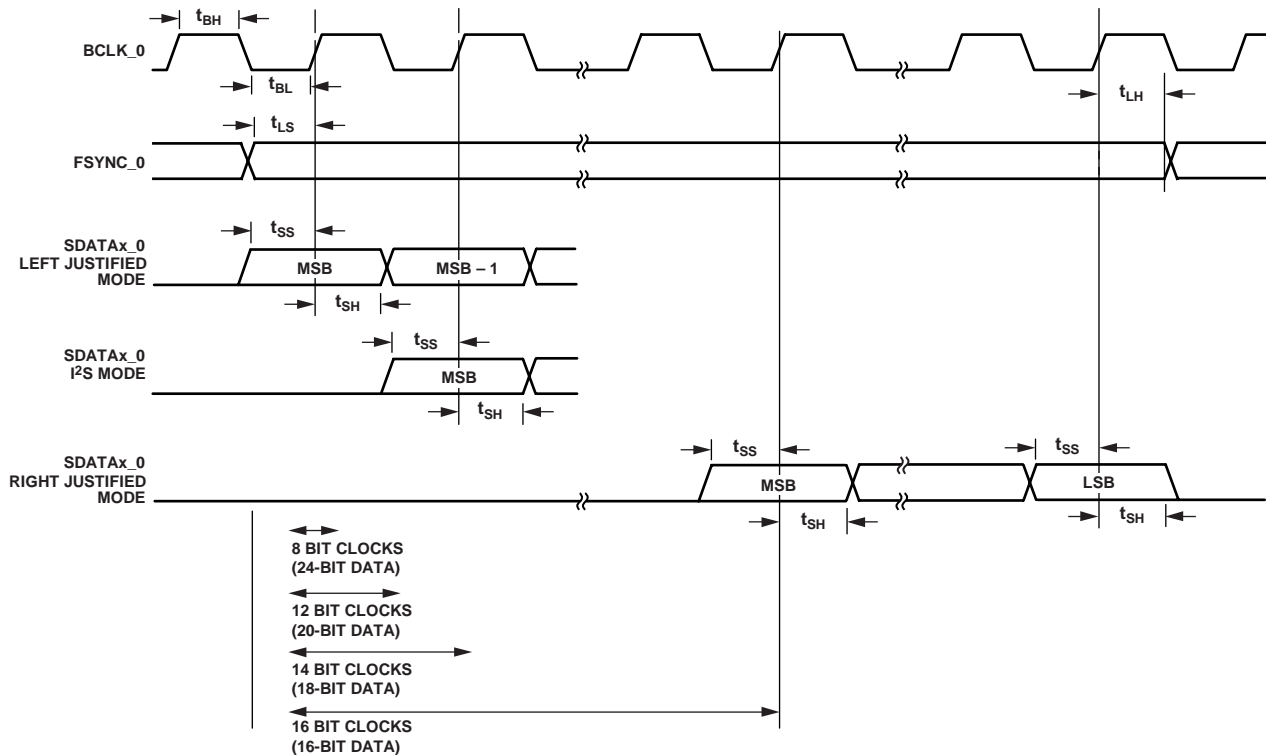 tBH
BCLK_0
tBL
tLH
tLS
FSYNC_0
tSS
SDATAx_0
LEFT JUSTIFIED
MODE
MSB
MSB – 1
tSH
tSS
SDATAx_0
I2S MODE
MSB
tSH
tSS
tSS
SDATAx_0
RIGHT JUSTIFIED
MODE
MSB
LSB
tSH
tSH
8 BIT CLOCKS
(24-BIT DATA)
12 BIT CLOCKS
(20-BIT DATA)
14 BIT CLOCKS
(18-BIT DATA)
16 BIT CLOCKS
(16-BIT DATA)